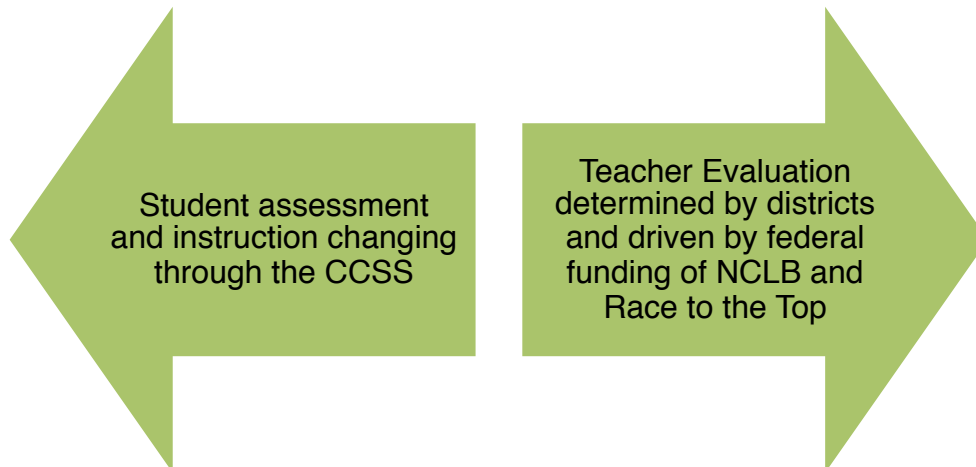 Student assessment
and instruction changing
through the CCSS
Teacher Evaluation
determined by districts
and driven by federal
funding of NCLB and
Race to the Top